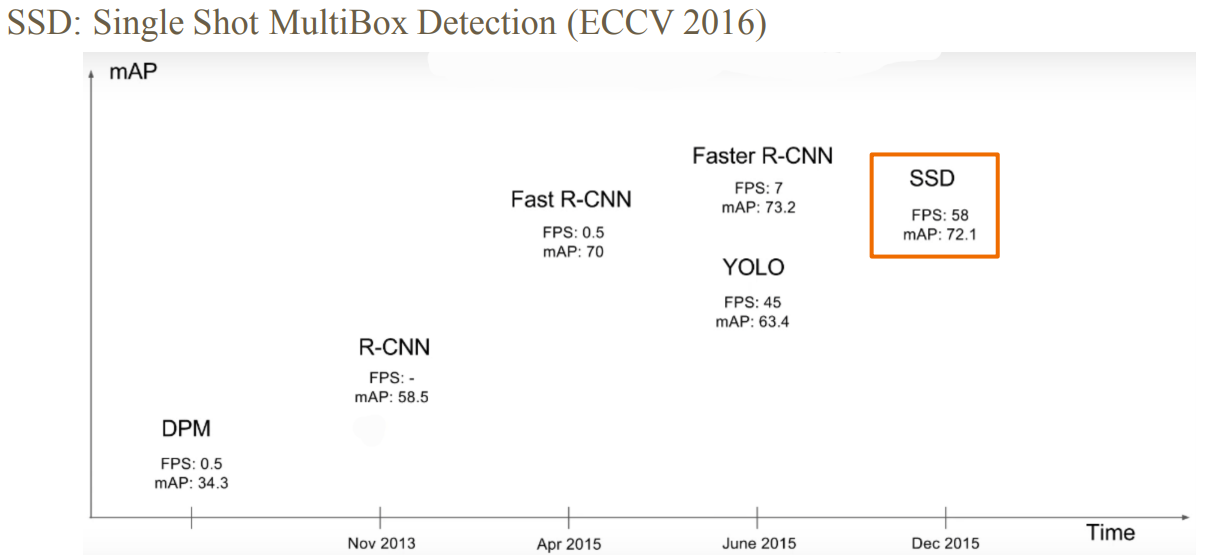 SSD: Single Shot MultiBox Detection (ECCV 2016)
mAP
Faster R-CNN
FPS: 7
mAP: 73.2
SSD
FPS: 58
mAP: 72.1
Fast R-CNN
FPS: 0.5
mAP: 70
YOLO
FPS: 45
mAP: 63.4
R-CNN
FPS: -
mAP: 58.5
DPM
FPS: 0.5
mAP: 34.3
Nov 2013
Apr 2015
June 2015
Dec 2015
Time